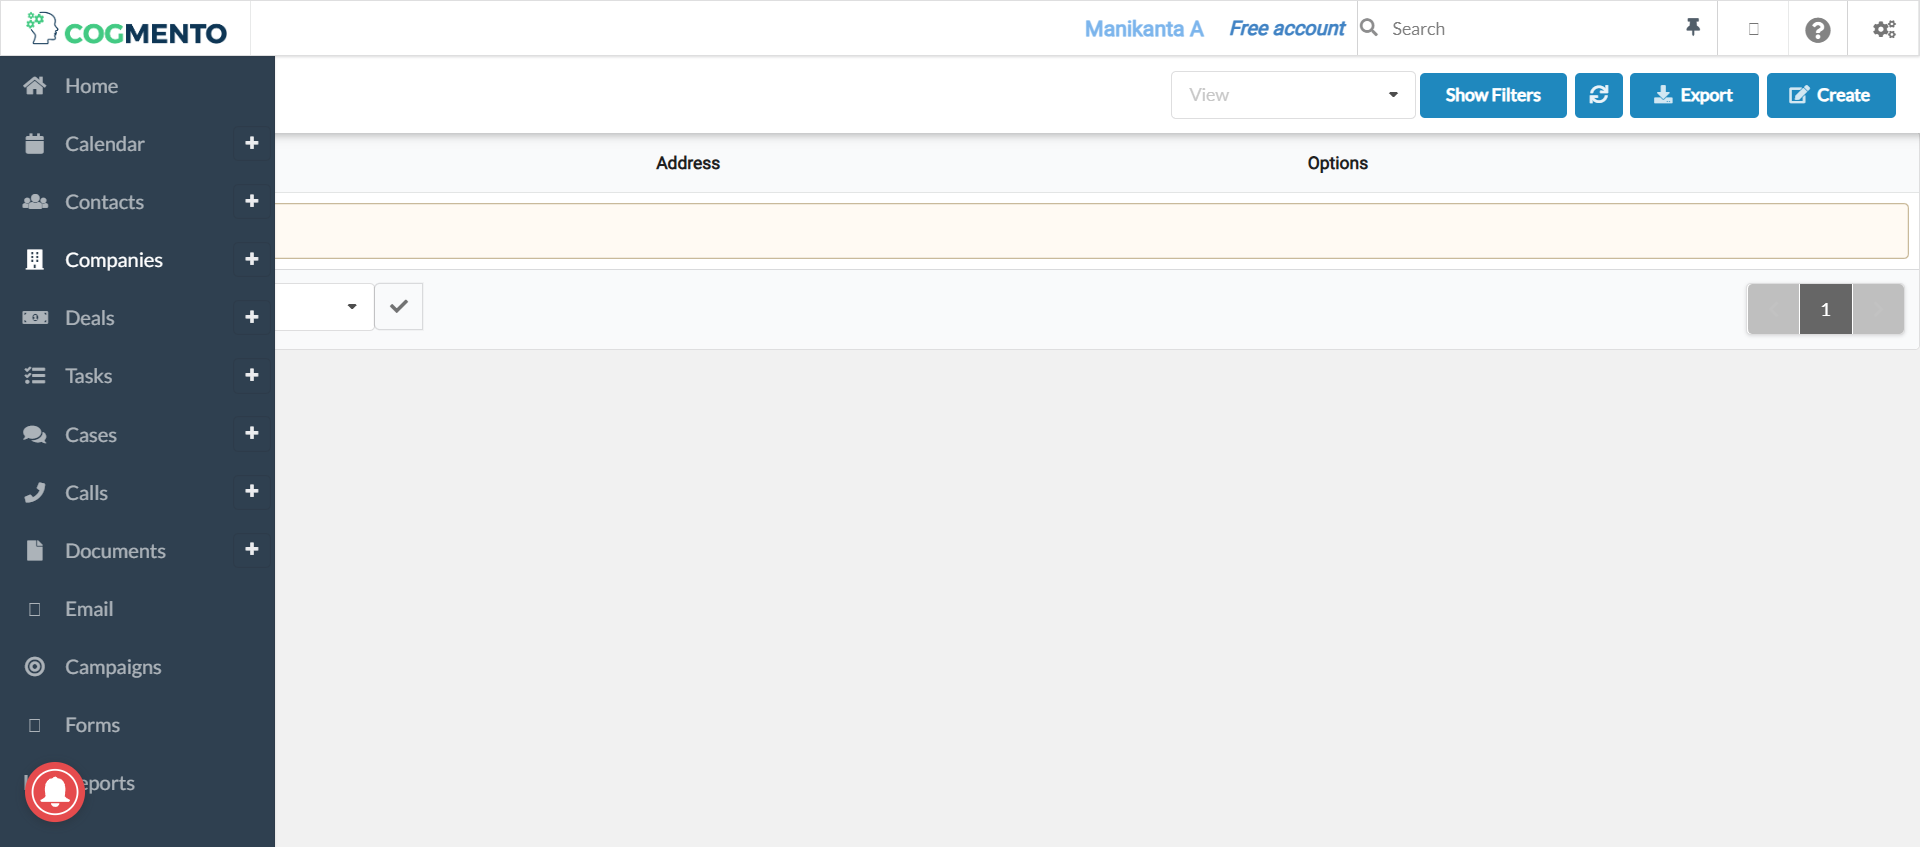 COGMENTO
Manikanta A
Free account
Search
Home
Calendar
Contacts
Companies
Deals
Tasks
Cases
Calls
Documents
Email
Campaigns
Forms
eports
View
Show Filters
Export
Create
Address
Options
1